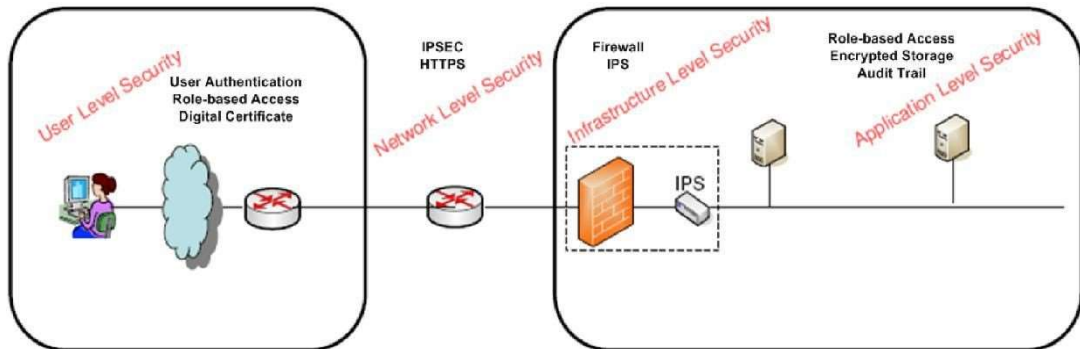 User Level Security
User Authentication
Role-based Access
Digital Certificate
IPSEC
HTTPS
Network Level Security
Firewall
IPS
Infrastructure Level Security
IPS
Role-based Access
Encrypted Storage
Audit Trail
Application Level Security